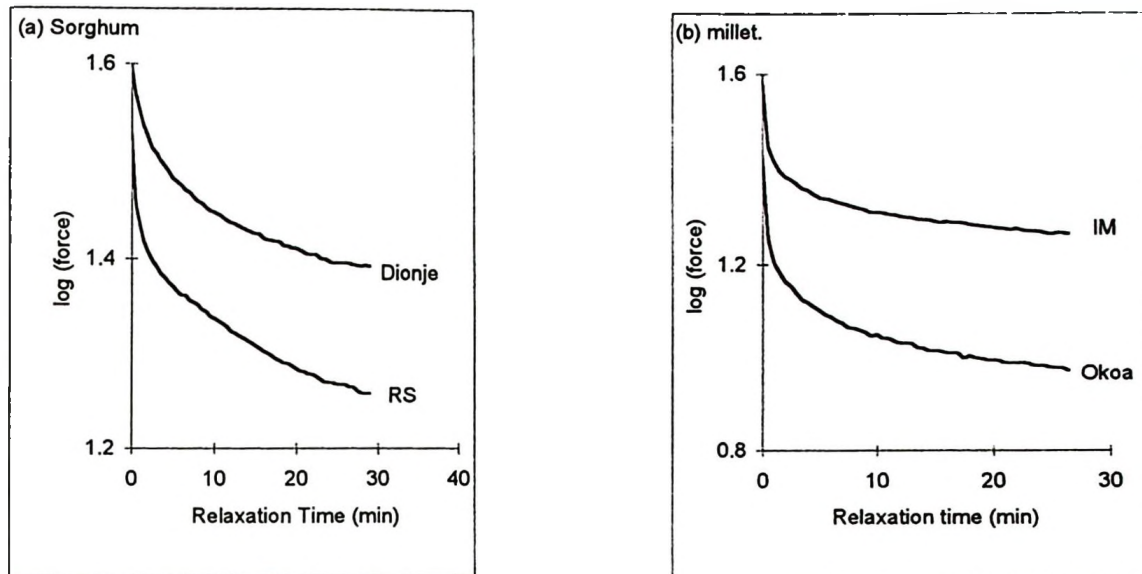 (a) Sorghum
1.6
1.4
1.2
log (force)
Dionje
RS
0 10 20 30 40
Relaxation Time (min)
(b) millet.
1.6
1.2
0.8
log (force)
IM
Okoa
0 10 20 30
Relaxation time (min)